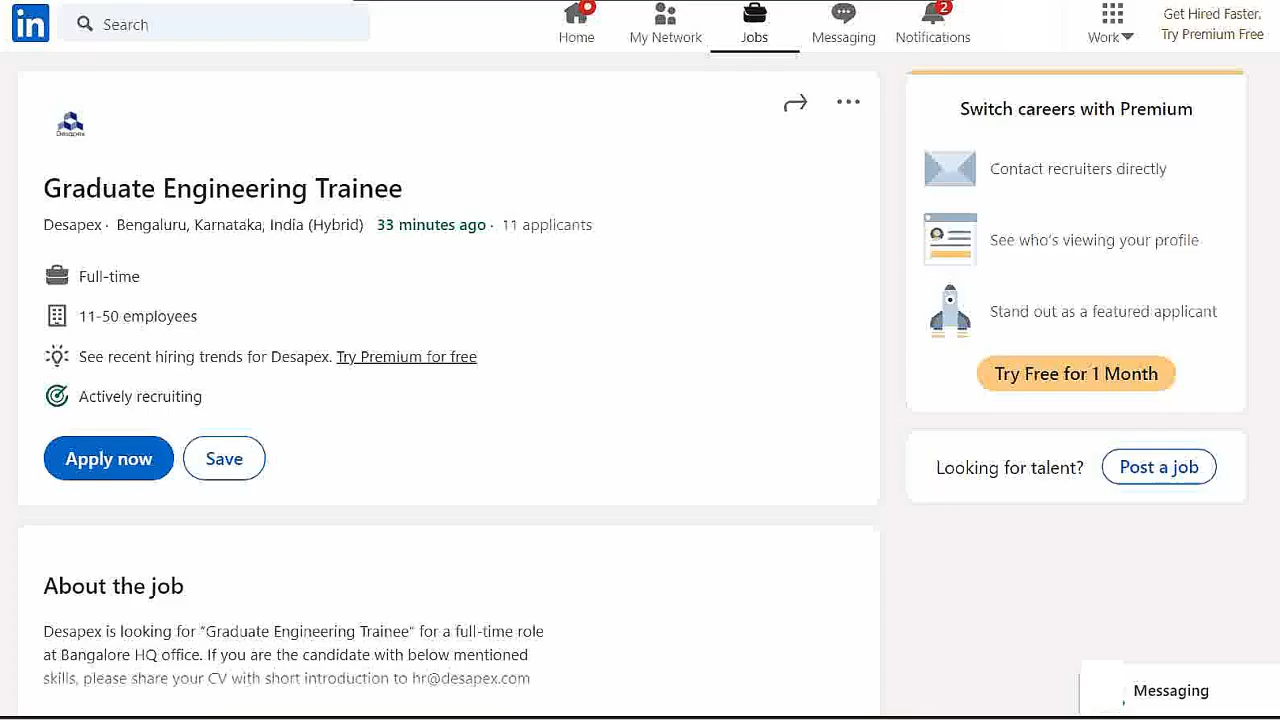 in Search
Home
My Network
Jobs
Messaging
2
Notifications
Work
Get Hired Faster,
Try Premium Free
Desapex
Graduate Engineering Trainee
Desapex · Bengaluru, Karnataka, India (Hybrid) 33 minutes ago · 11 applicants
Full-time
11-50 employees
See recent hiring trends for Desapex. Try Premium for free
Actively recruiting
Apply now
Save
About the job
Desapex is looking for "Graduate Engineering Trainee" for a full-time role
at Bangalore HQ office. If you are the candidate with below mentioned
skills, please share your CV with short introduction to hr@desapex.com
Switch careers with Premium
Contact recruiters directly
See who's viewing your profile
Stand out as a featured applicant
Try Free for 1 Month
Looking for talent?
Post a job
Messaging